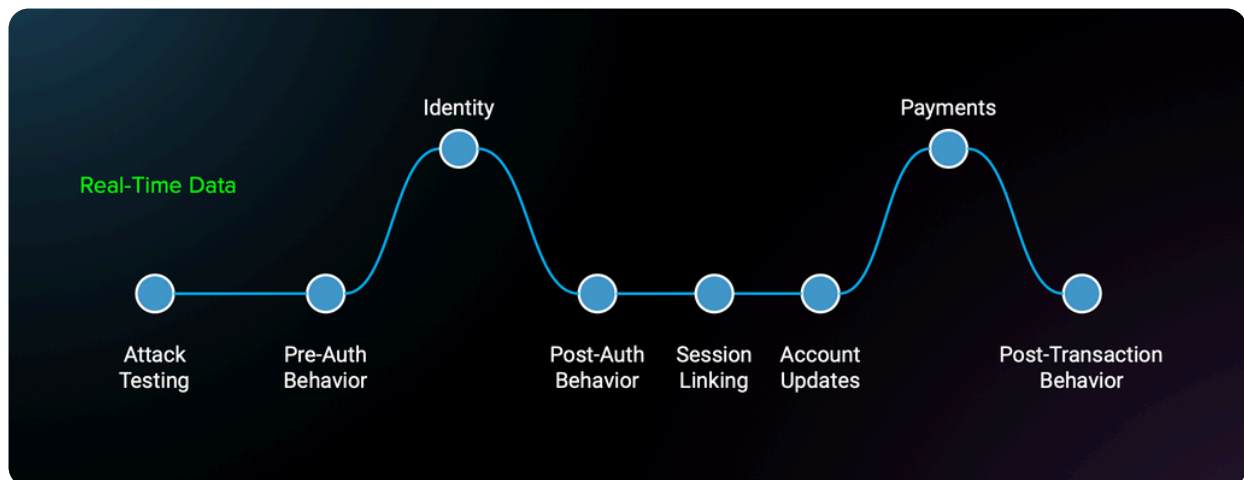 Identity
Payments
Real-Time Data
Attack
Testing
Pre-Auth
Behavior
Post-Auth
Behavior
Session
Linking
Account
Updates
Post-Transaction
Behavior